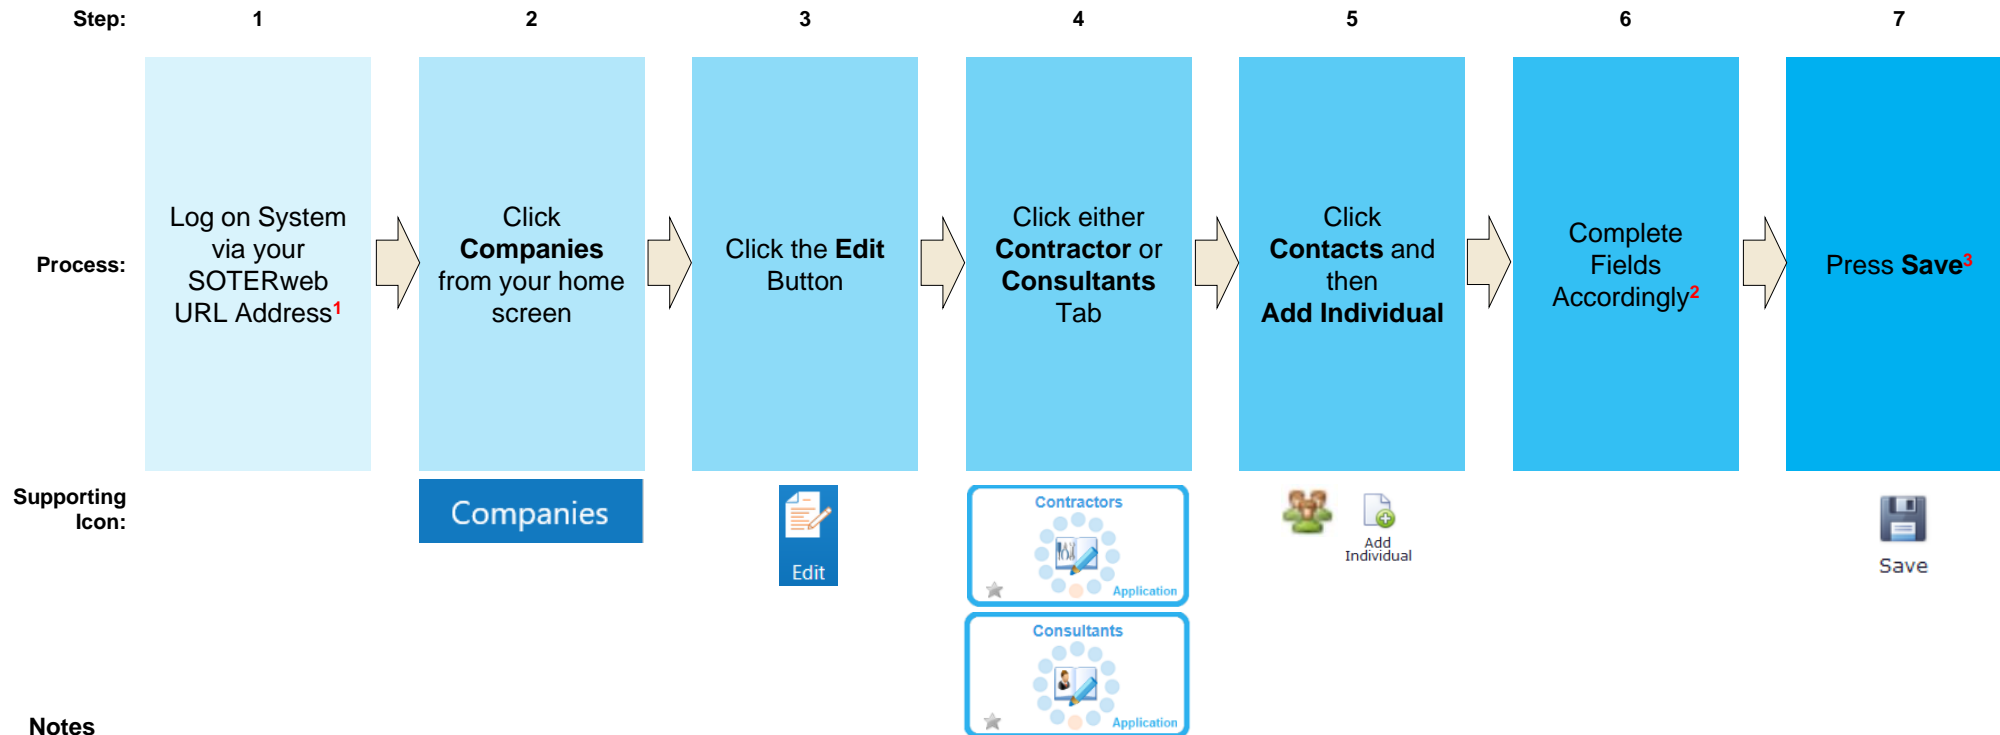 Step:
1
2
3
4
5
6
7
Process:
Log on System
via your
SOTERweb
URL Address1
Click
Companies
from your home
screen
Click the Edit
Button
Click either
Contractor or
Consultants
Tab
Click
Contacts and
then
Add Individual
Complete
Fields
Accordingly2
Press Save3
Supporting
Icon:
Companies
Edit
Contractors
Application
Consultants
Application
Add
Individual
Save
Notes